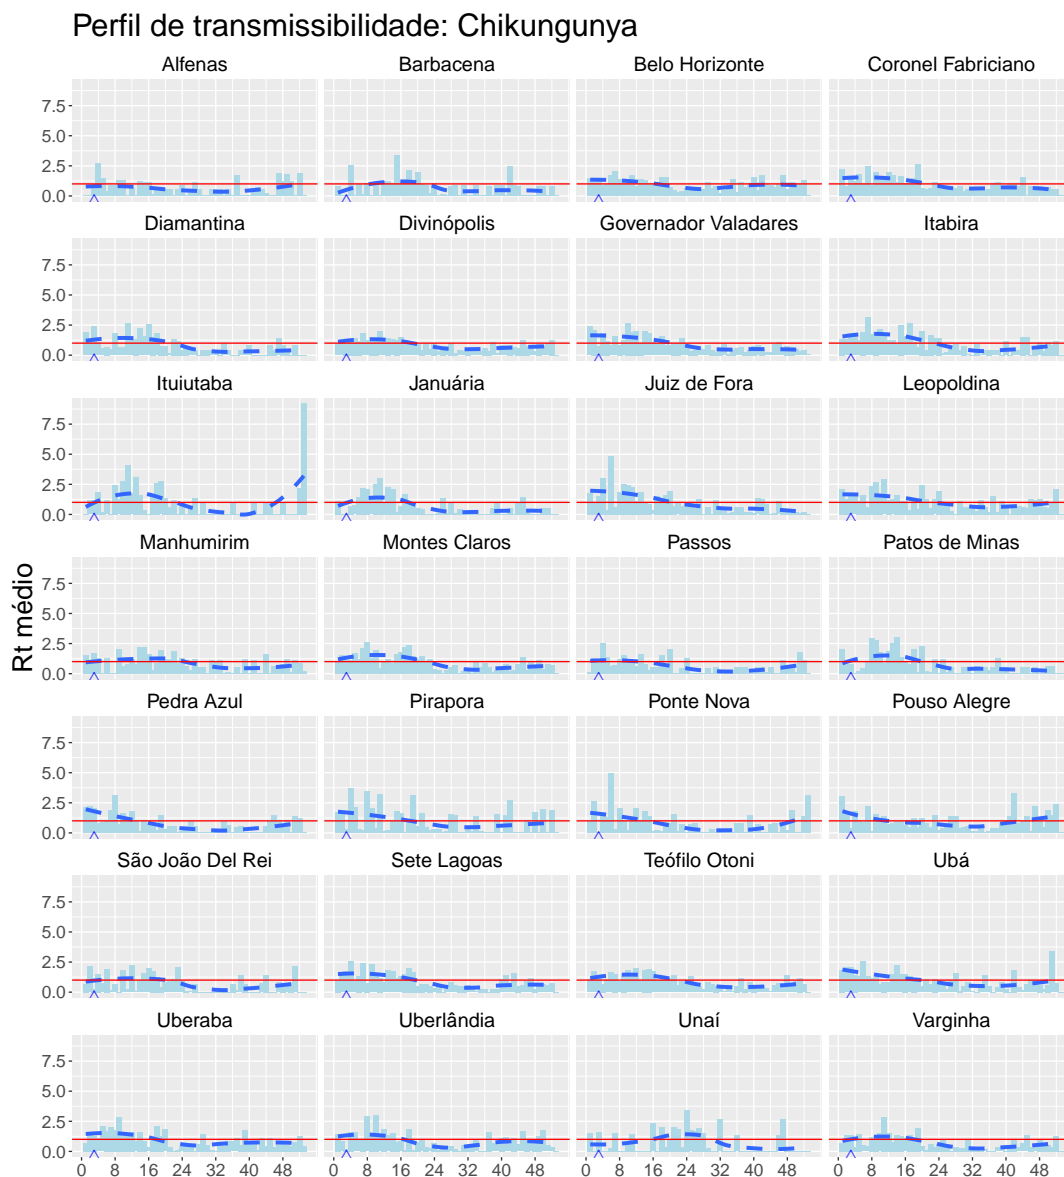 Perfil de transmissibilidade: Chikungunya
Alfenas Barbacena Belo Horizonte Coronel Fabriciano
7.5
5.0
2.5
0.0
Diamantina Divinópolis Governador Valadares Itabira
7.5
5.0
2.5
0.0
Ituiutaba Januária Juiz de Fora Leopoldina
7.5
5.0
2.5
0.0
Manhumirim Montes Claros Passos Patos de Minas
Rt médio
7.5
5.0
2.5
0.0
Pedra Azul Pirapora Ponte Nova Pouso Alegre
7.5
5.0
2.5
0.0
São João Del Rei Sete Lagoas Teófilo Otoni Ubá
7.5
5.0
2.5
0.0
Uberaba Uberlândia Unaí Varginha
7.5
5.0
2.5
0.0
0 8 16 24 32 40 48 0 8 16 24 32 40 48 0 8 16 24 32 40 48 0 8 16 24 32 40 48